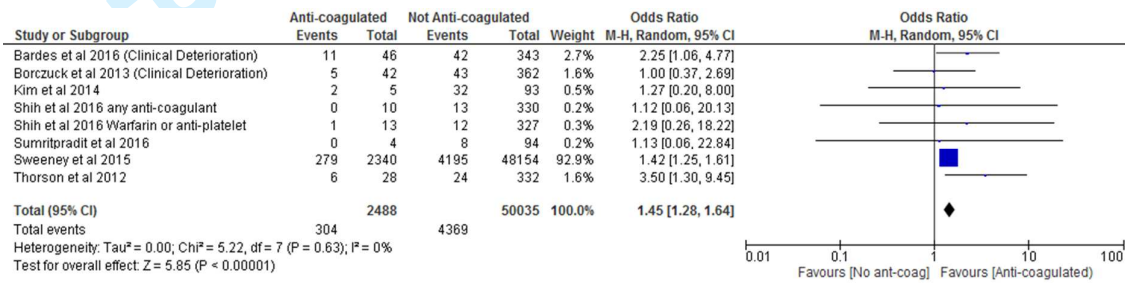 Anti-coagulated Not Anti-coagulated Odds Ratio Odds Ratio
Study or Subgroup Events Total Events Total Weight M-H, Random, 95% CI M-H, Random, 95% CI
Bardes et al 2016 (Clinical Deterioration) 11 46 42 343 2.7% 2.25 [1.06, 4.77]
Borczuck et al 2013 (Clinical Deterioration) 5 42 43 362 1.6% 1.00 [0.37, 2.69]
Kim et al 2014 2 5 32 93 0.5% 1.27 [0.20, 8.00]
Shih et al 2016 any anti-coagulant 0 10 13 330 0.2% 1.12 [0.06, 20.13]
Shih et al 2016 Warfarin or anti-platelet 1 13 12 327 0.3% 2.19 [0.26, 18.22]
Sumritpradit et al 2016 0 4 8 94 0.2% 1.13 [0.06, 22.84]
Sweeney et al 2015 279 2340 4195 48154 92.9% 1.42 [1.25, 1.61]
Thorson et al 2012 6 28 24 332 1.6% 3.50 [1.30, 9.45]
Total (95% CI) 2488 50035 100.0% 1.45 [1.28, 1.64]
Total events 304 4369
Heterogeneity: Tau² = 0.00; Chi² = 5.22, df = 7 (P = 0.63); I² = 0%
Test for overall effect: Z = 5.85 (P < 0.00001)
0.01 0.1 1 10 100
Favours [No ant-coag] Favours [Anti-coagulated)